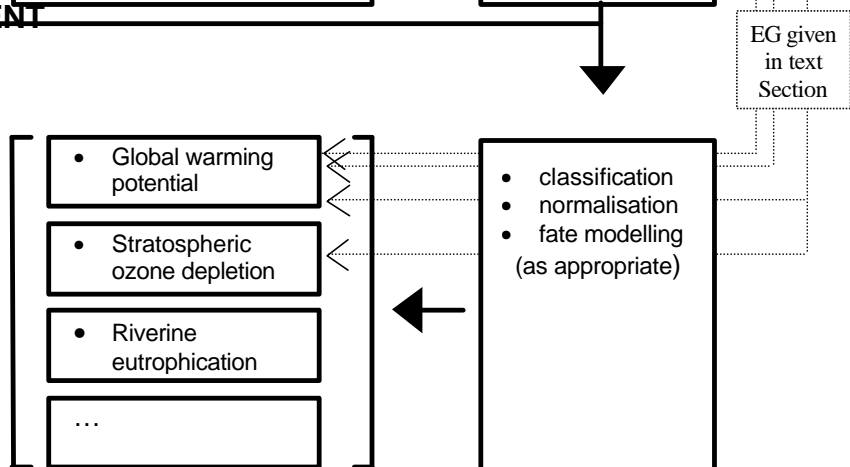 ENT
EG given
in text
Section
• Global warming
potential
• Stratospheric
ozone depletion
• Riverine
eutrophication
…
• classification
• normalisation
• fate modelling
(as appropriate)